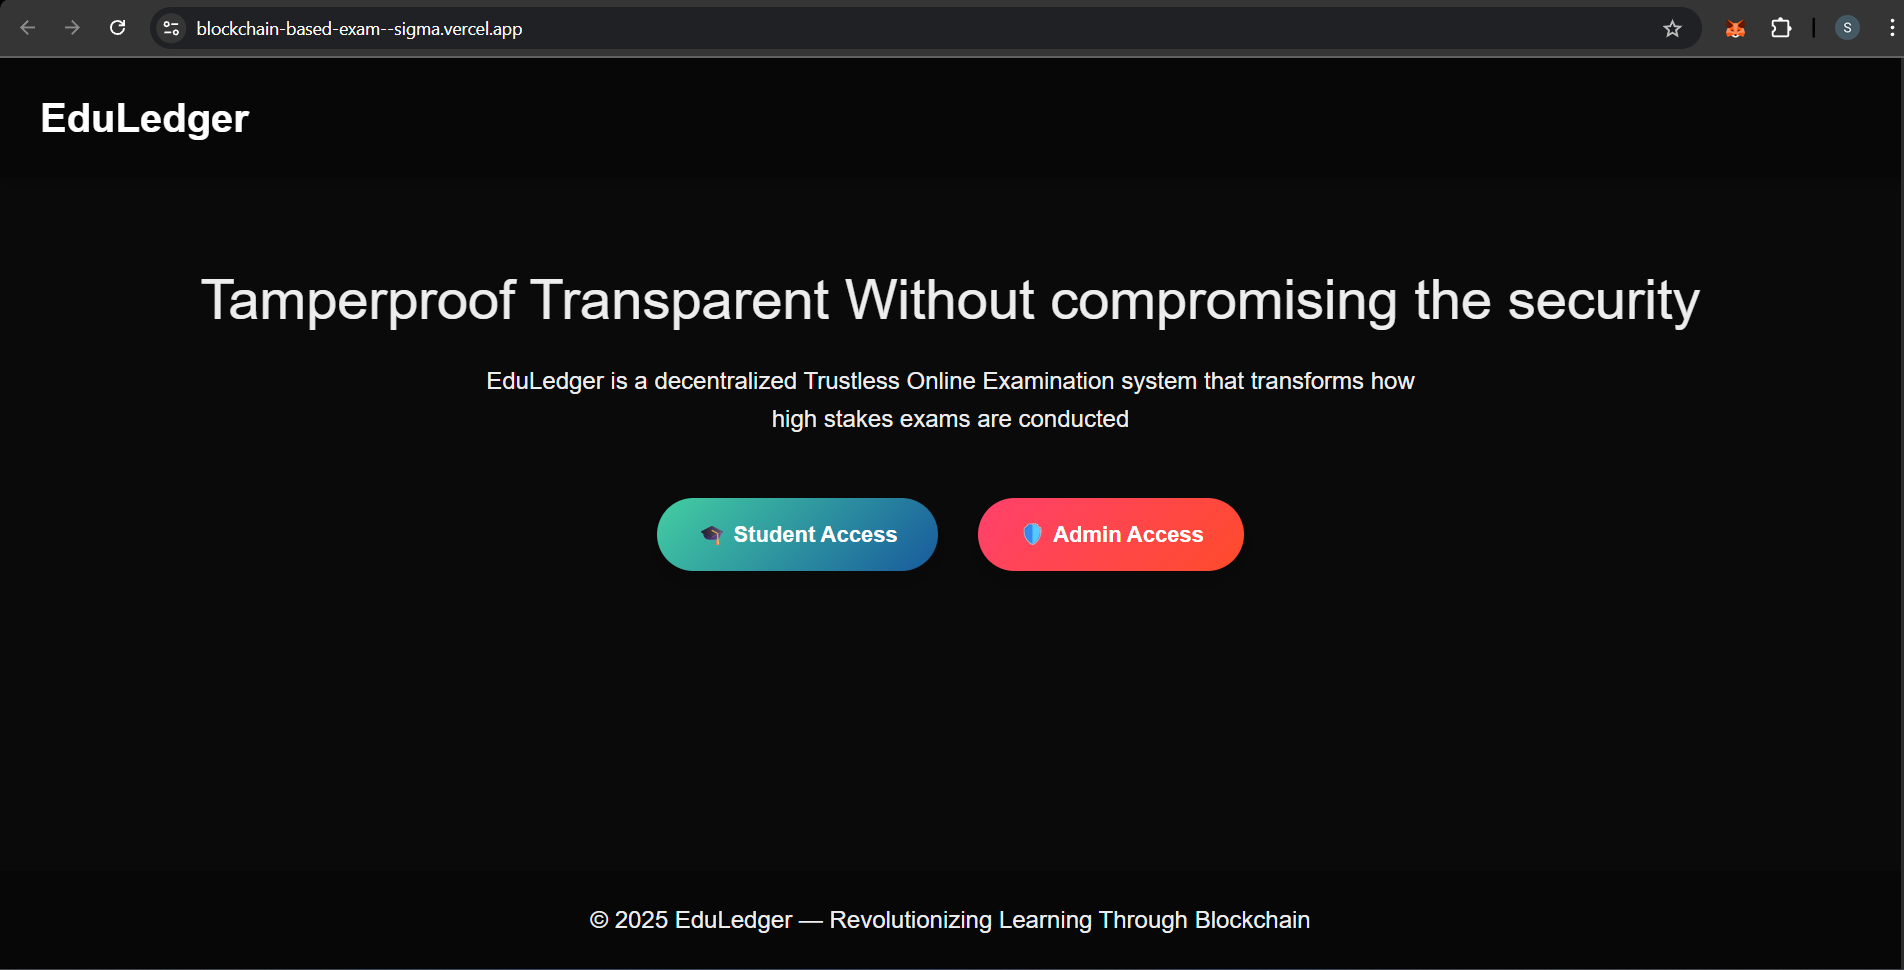 blockchain-based-exam--sigma.vercel.app
S
EduLedger
Tamperproof Transparent Without compromising the security
EduLedger is a decentralized Trustless Online Examination system that transforms how
high stakes exams are conducted
Student Access
Admin Access
© 2025 EduLedger — Revolutionizing Learning Through Blockchain